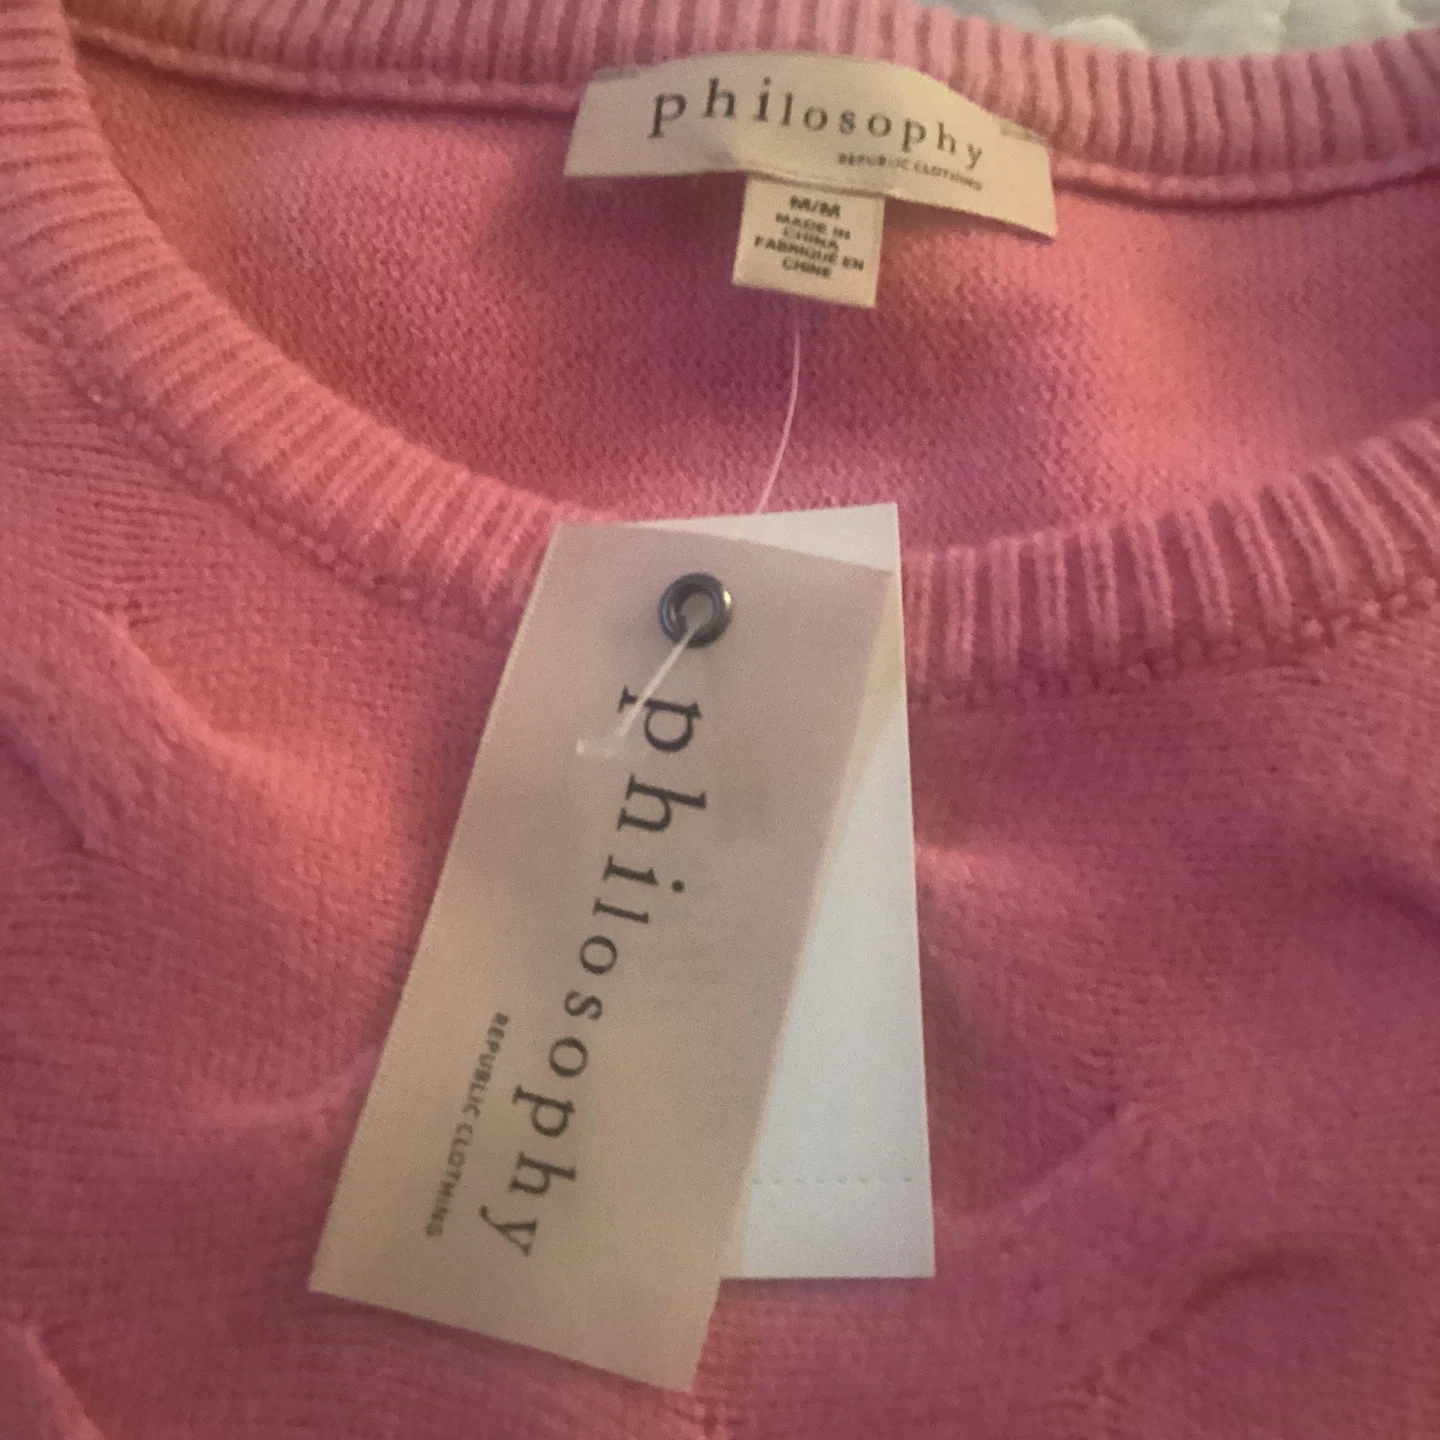 philosophy
REPUBLIC CLOTHING
M/M
MADE IN
CHINA
FABRIQUÉ EN
CHINE
philosophy
REPUBLIC CLOTHING